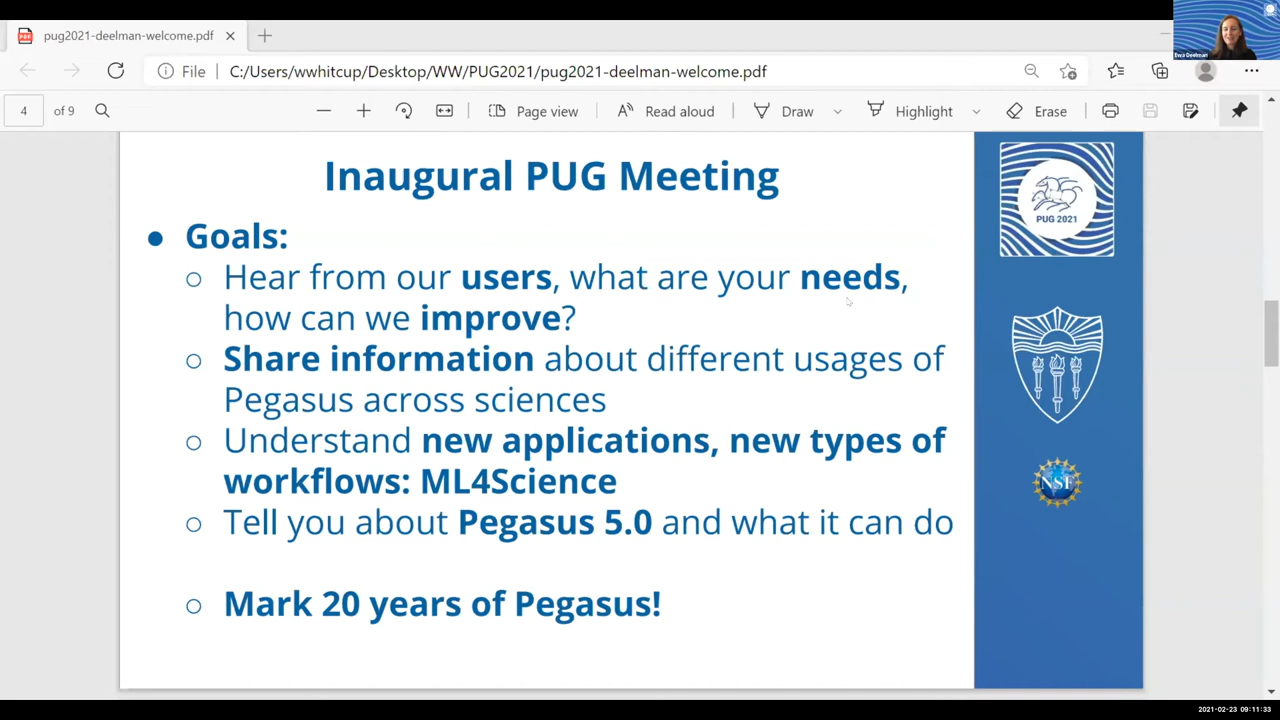 pug2021-deelman-welcome.pdf
Ewa Deelman
File
C:/Users/wwhitcup/Desktop/WW/PUG2021/pug2021-deelman-welcome.pdf
4 of 9
Page view
Read aloud
Draw
Highlight
Erase
Inaugural PUG Meeting
● Goals:
○ Hear from our users, what are your needs,
how can we improve?
○ Share information about different usages of
Pegasus across sciences
○ Understand new applications, new types of
workflows: ML4Science
○ Tell you about Pegasus 5.0 and what it can do
○ Mark 20 years of Pegasus!
PUG 2021
NSF
2021-02-23 09:11:33